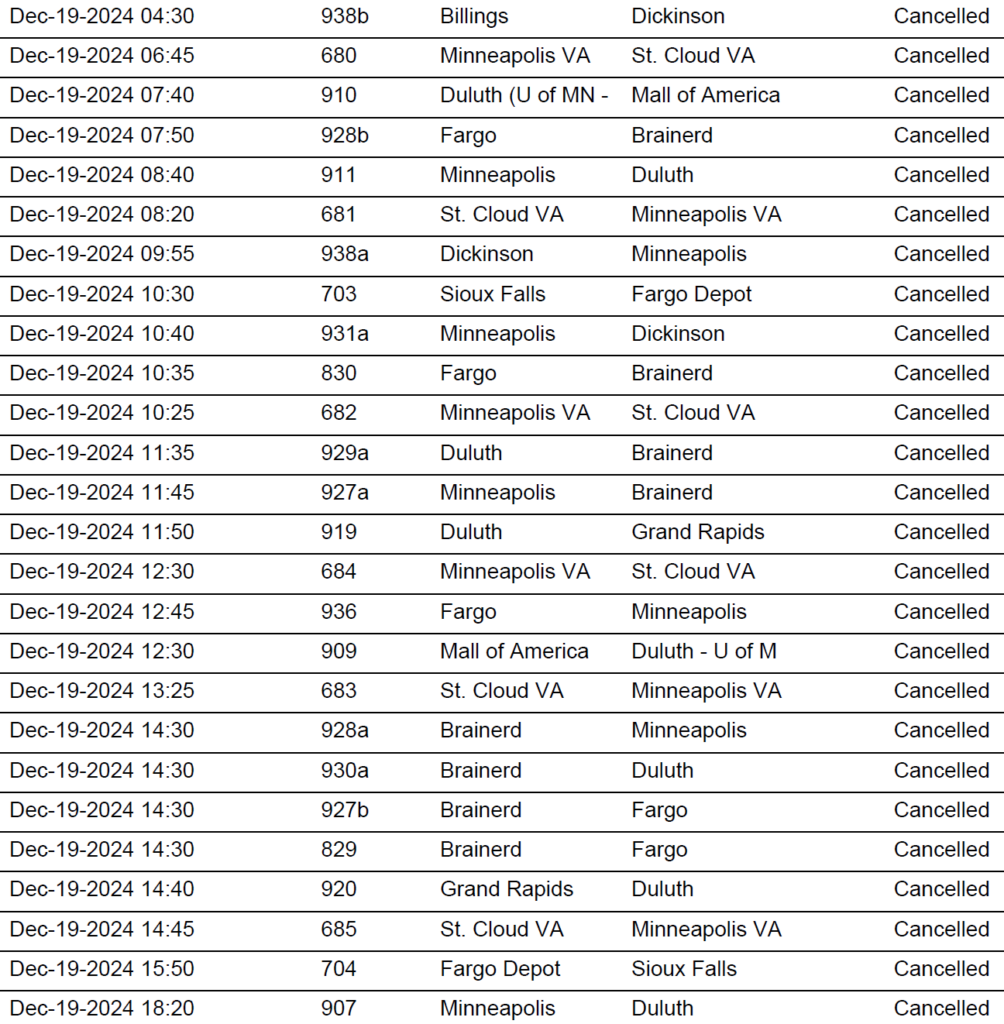 Dec-19-2024 04:30 938b Billings Dickinson Cancelled
Dec-19-2024 06:45 680 Minneapolis VA St. Cloud VA Cancelled
Dec-19-2024 07:40 910 Duluth (U of MN - Mall of America Cancelled
Dec-19-2024 07:50 928b Fargo Brainerd Cancelled
Dec-19-2024 08:40 911 Minneapolis Duluth Cancelled
Dec-19-2024 08:20 681 St. Cloud VA Minneapolis VA Cancelled
Dec-19-2024 09:55 938a Dickinson Minneapolis Cancelled
Dec-19-2024 10:30 703 Sioux Falls Fargo Depot Cancelled
Dec-19-2024 10:40 931a Minneapolis Dickinson Cancelled
Dec-19-2024 10:35 830 Fargo Brainerd Cancelled
Dec-19-2024 10:25 682 Minneapolis VA St. Cloud VA Cancelled
Dec-19-2024 11:35 929a Duluth Brainerd Cancelled
Dec-19-2024 11:45 927a Minneapolis Brainerd Cancelled
Dec-19-2024 11:50 919 Duluth Grand Rapids Cancelled
Dec-19-2024 12:30 684 Minneapolis VA St. Cloud VA Cancelled
Dec-19-2024 12:45 936 Fargo Minneapolis Cancelled
Dec-19-2024 12:30 909 Mall of America Duluth - U of M Cancelled
Dec-19-2024 13:25 683 St. Cloud VA Minneapolis VA Cancelled
Dec-19-2024 14:30 928a Brainerd Minneapolis Cancelled
Dec-19-2024 14:30 930a Brainerd Duluth Cancelled
Dec-19-2024 14:30 927b Brainerd Fargo Cancelled
Dec-19-2024 14:30 829 Brainerd Fargo Cancelled
Dec-19-2024 14:40 920 Grand Rapids Duluth Cancelled
Dec-19-2024 14:45 685 St. Cloud VA Minneapolis VA Cancelled
Dec-19-2024 15:50 704 Fargo Depot Sioux Falls Cancelled
Dec-19-2024 18:20 907 Minneapolis Duluth Cancelled